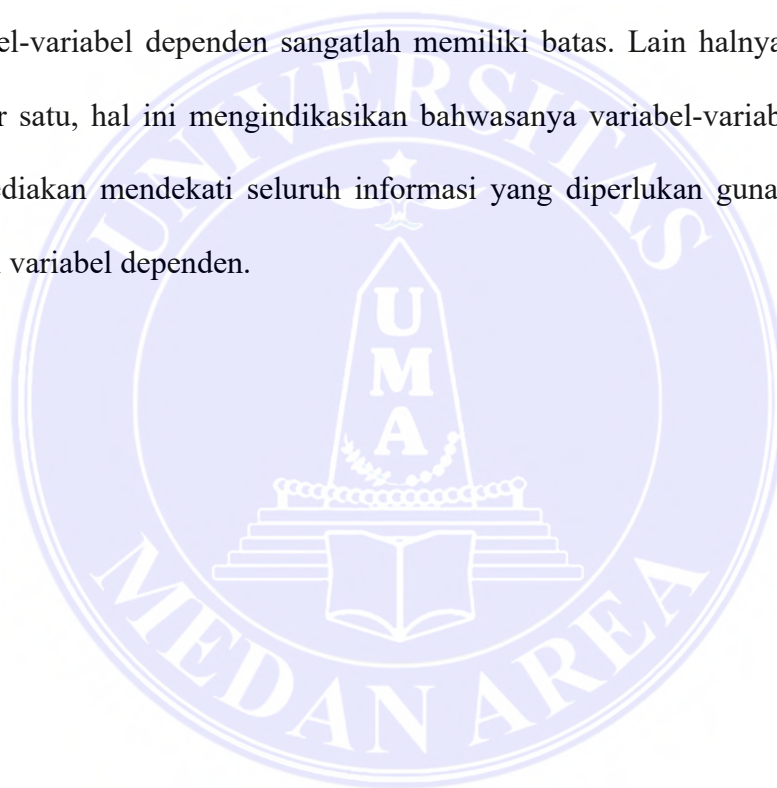 el-variabel dependen sangatlah memiliki batas. Lain halnya
r satu, hal ini mengindikasikan bahwasanya variabel-variab
ediakan mendekati seluruh informasi yang diperlukan guna
variabel dependen.
UNIVERSITAS
UMA
MEDAN AREA